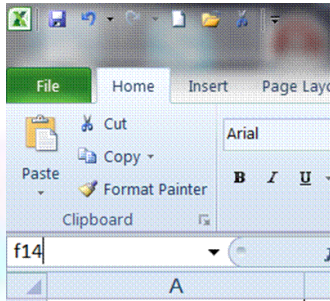 File Home Insert Page Layo
Cut
Arial
Copy
Paste B I U
Format Painter
Clipboard
f14
A